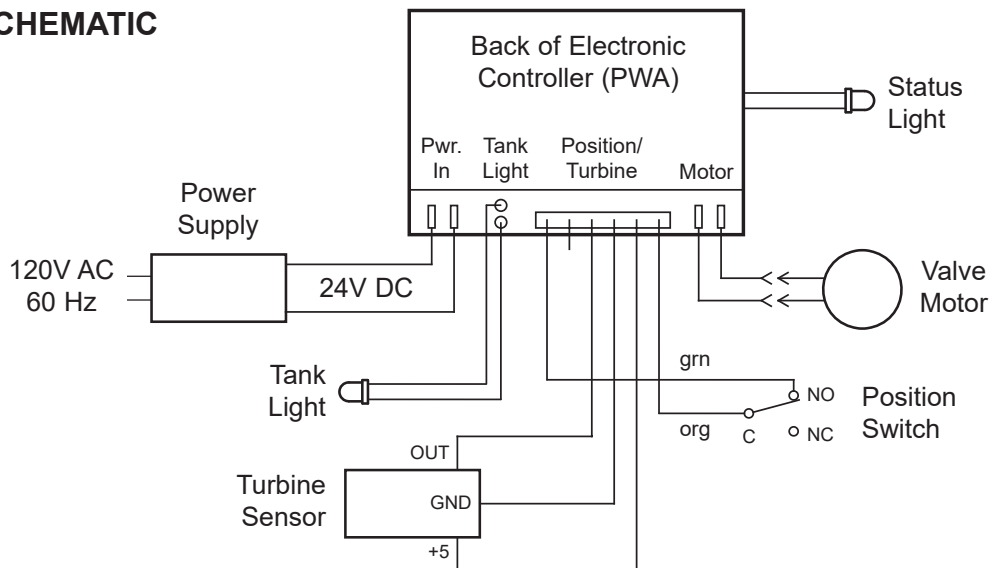 CHEMATIC
Back of Electronic
Controller (PWA)
Status
Light
Pwr.
In
Tank
Light
Position/
Turbine
Motor
Power
Supply
120V AC
60 Hz
24V DC
Valve
Motor
Tank
Light
grn
org
NO
C
NC
Position
Switch
OUT
Turbine
Sensor
GND
+5